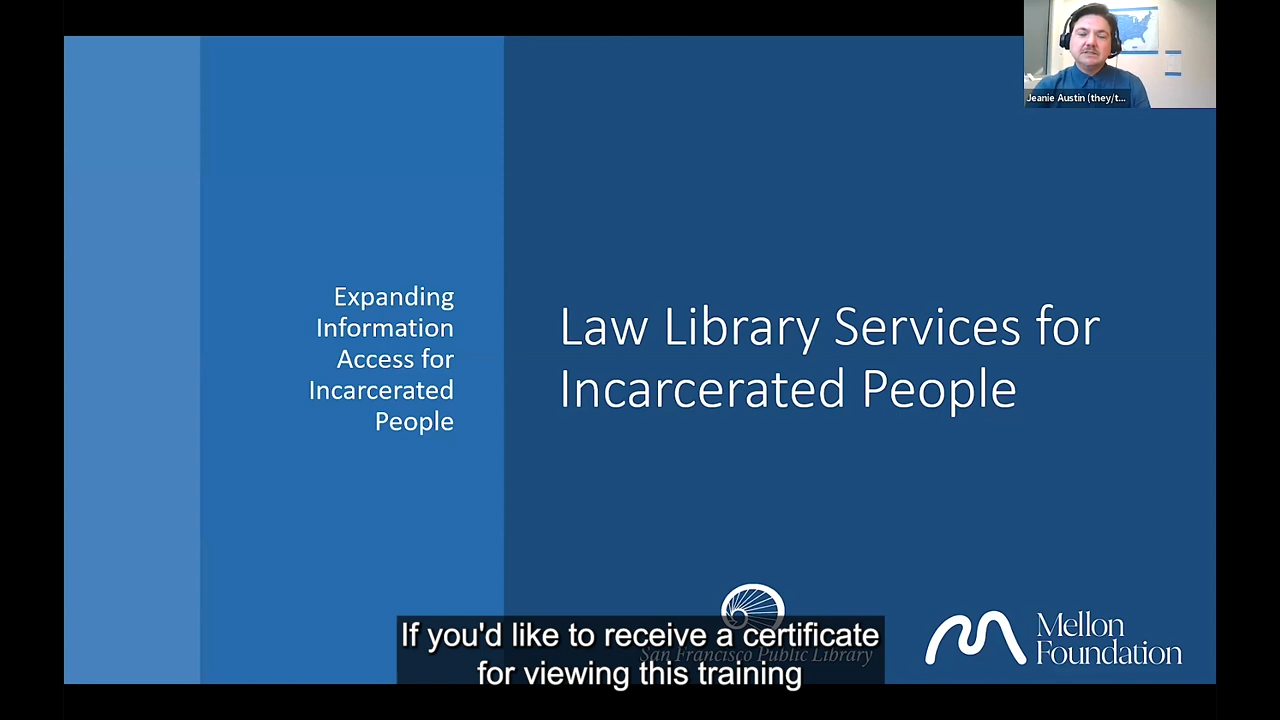 Jeanie Austin (they/t...
Expanding
Information
Access for
Incarcerated
People
Law Library Services for
Incarcerated People
San Francisco Public Library
Mellon
Foundation
If you'd like to receive a certificate
for viewing this training